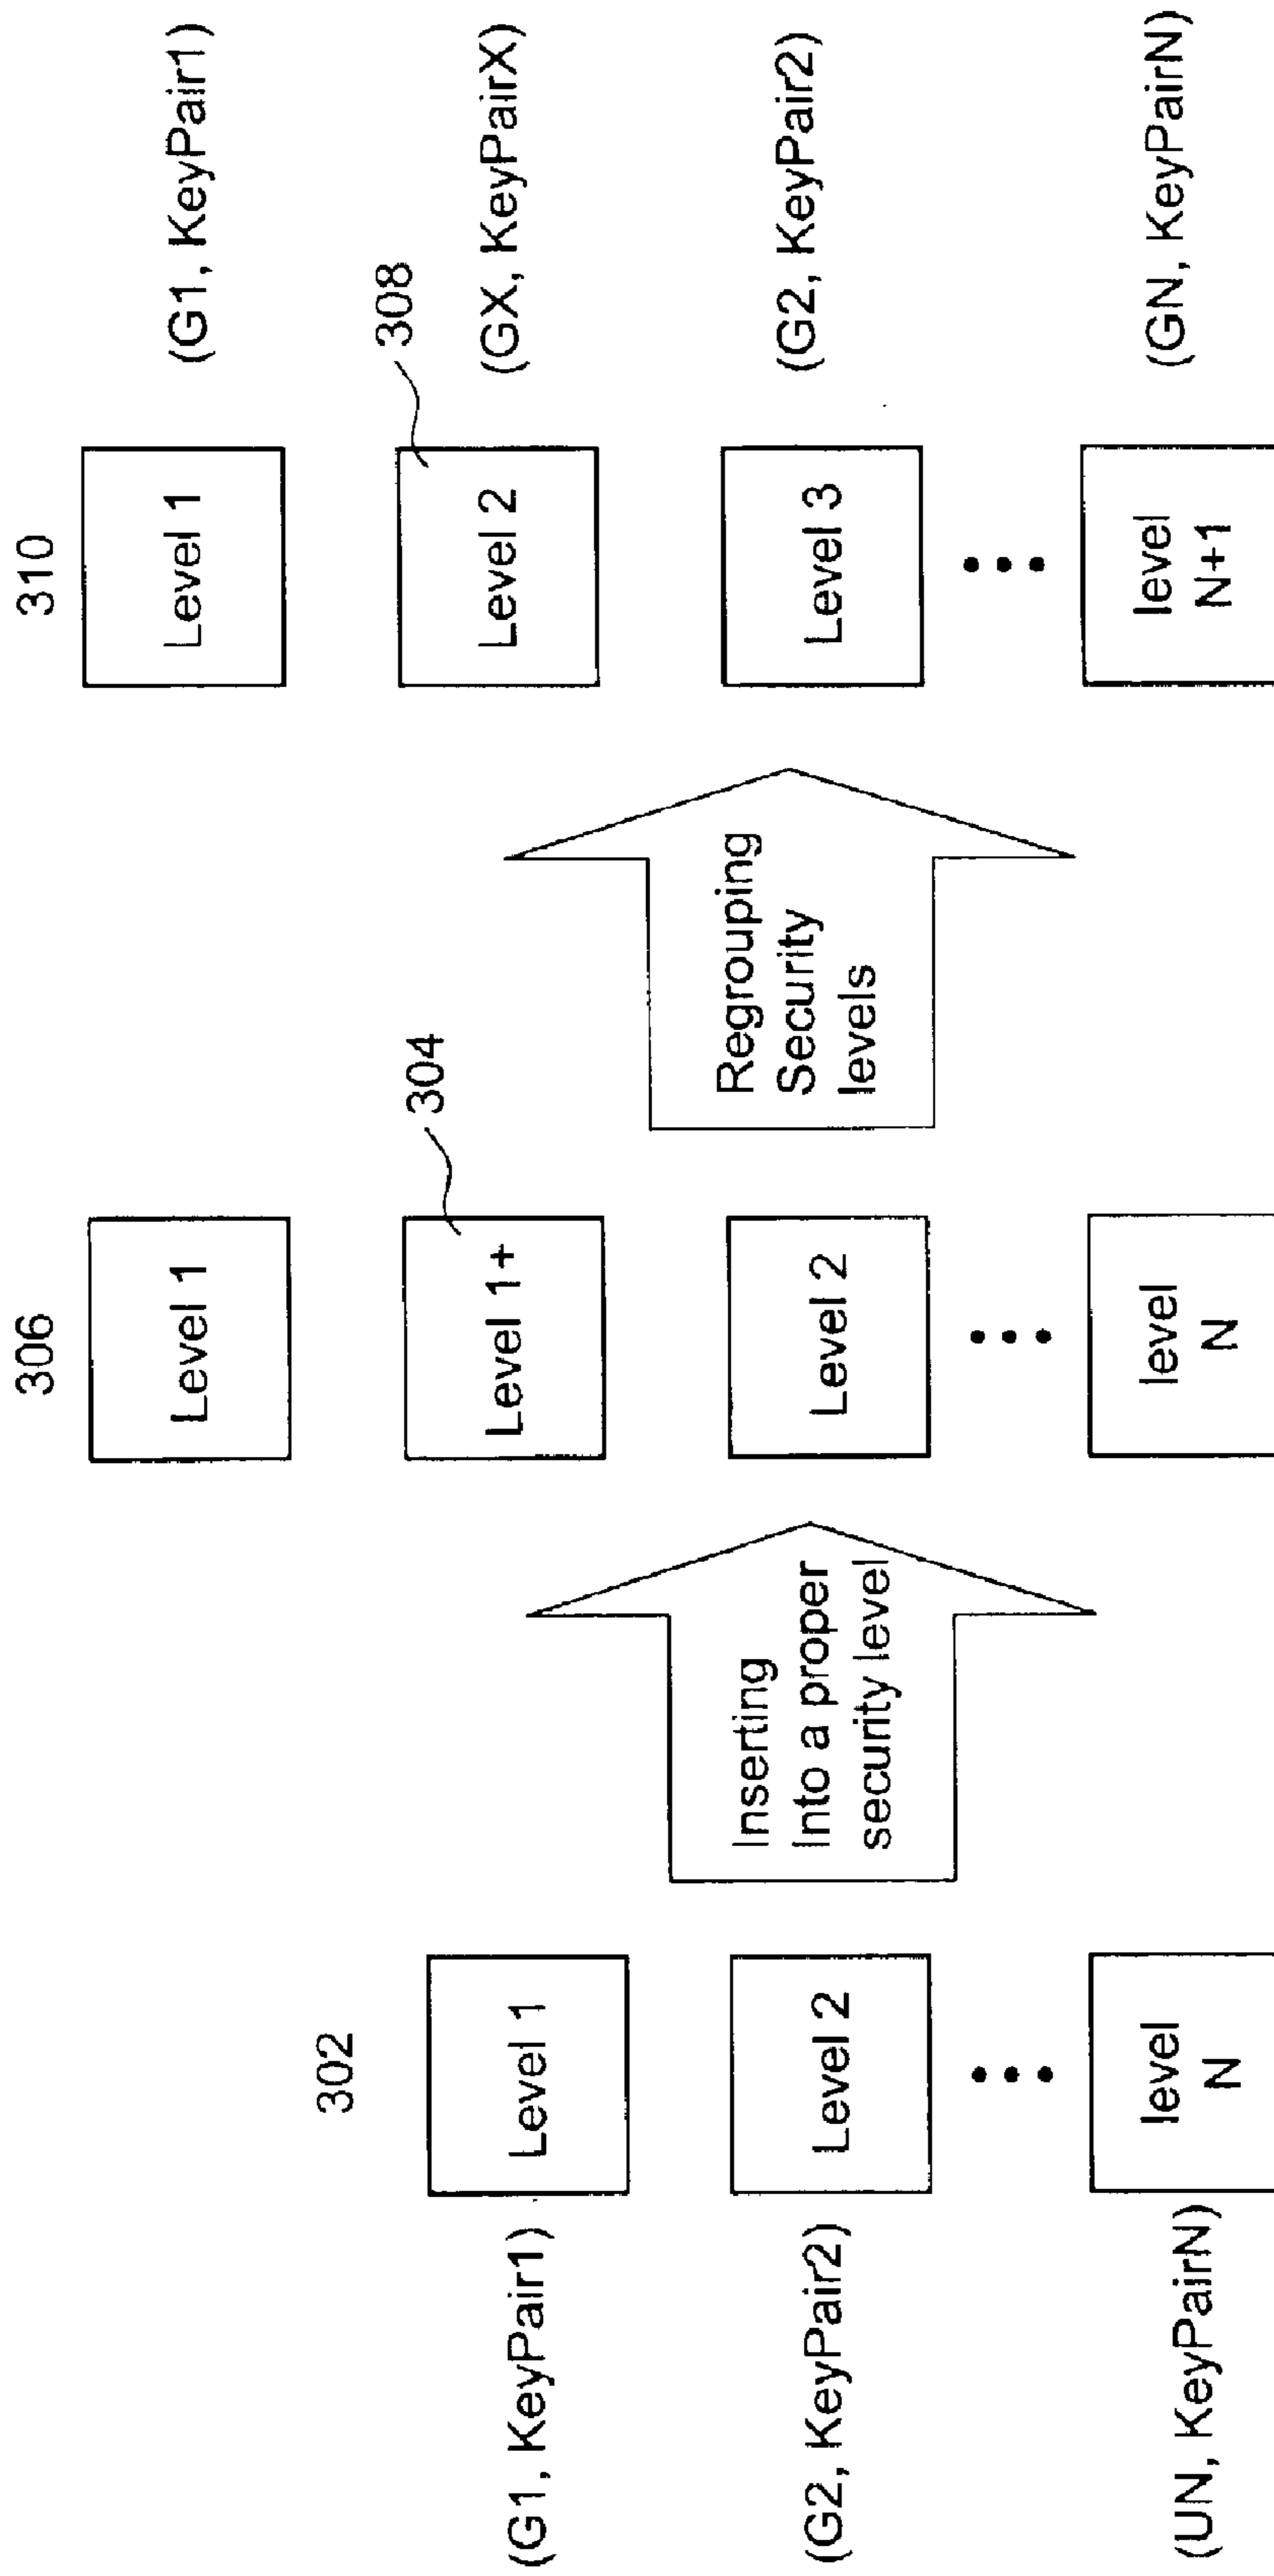 302
(G1, KeyPair1)
Level 1
(G2, KeyPair2)
Level 2
(UN, KeyPairN)
level
N
Inserting
Into a proper
security level
306
Level 1
304
Level 1+
Level 2
level
N
Regrouping
Security
levels
310
Level 1
(G1, KeyPair1)
308
Level 2
(GX, KeyPairX)
Level 3
(G2, KeyPair2)
level
N+1
(GN, KeyPairN)